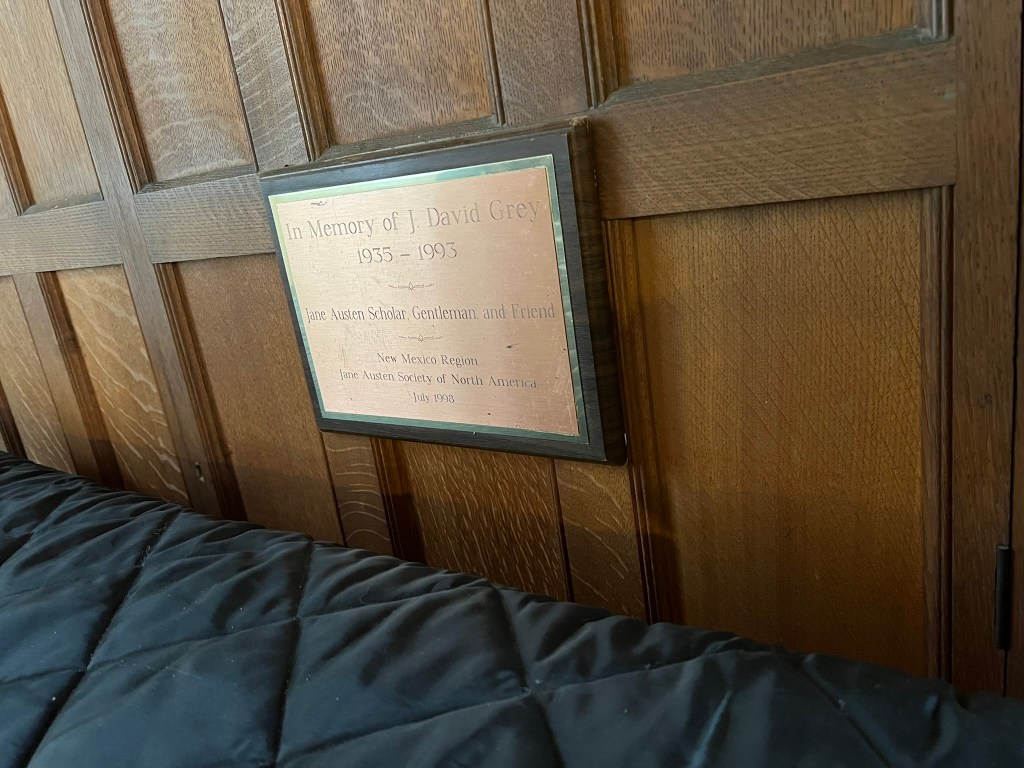 In Memory of J. David Grey
1935 – 1993
Jane Austen Scholar, Gentleman, and Friend
New Mexico Region
Jane Austen Society of North America
July 1998